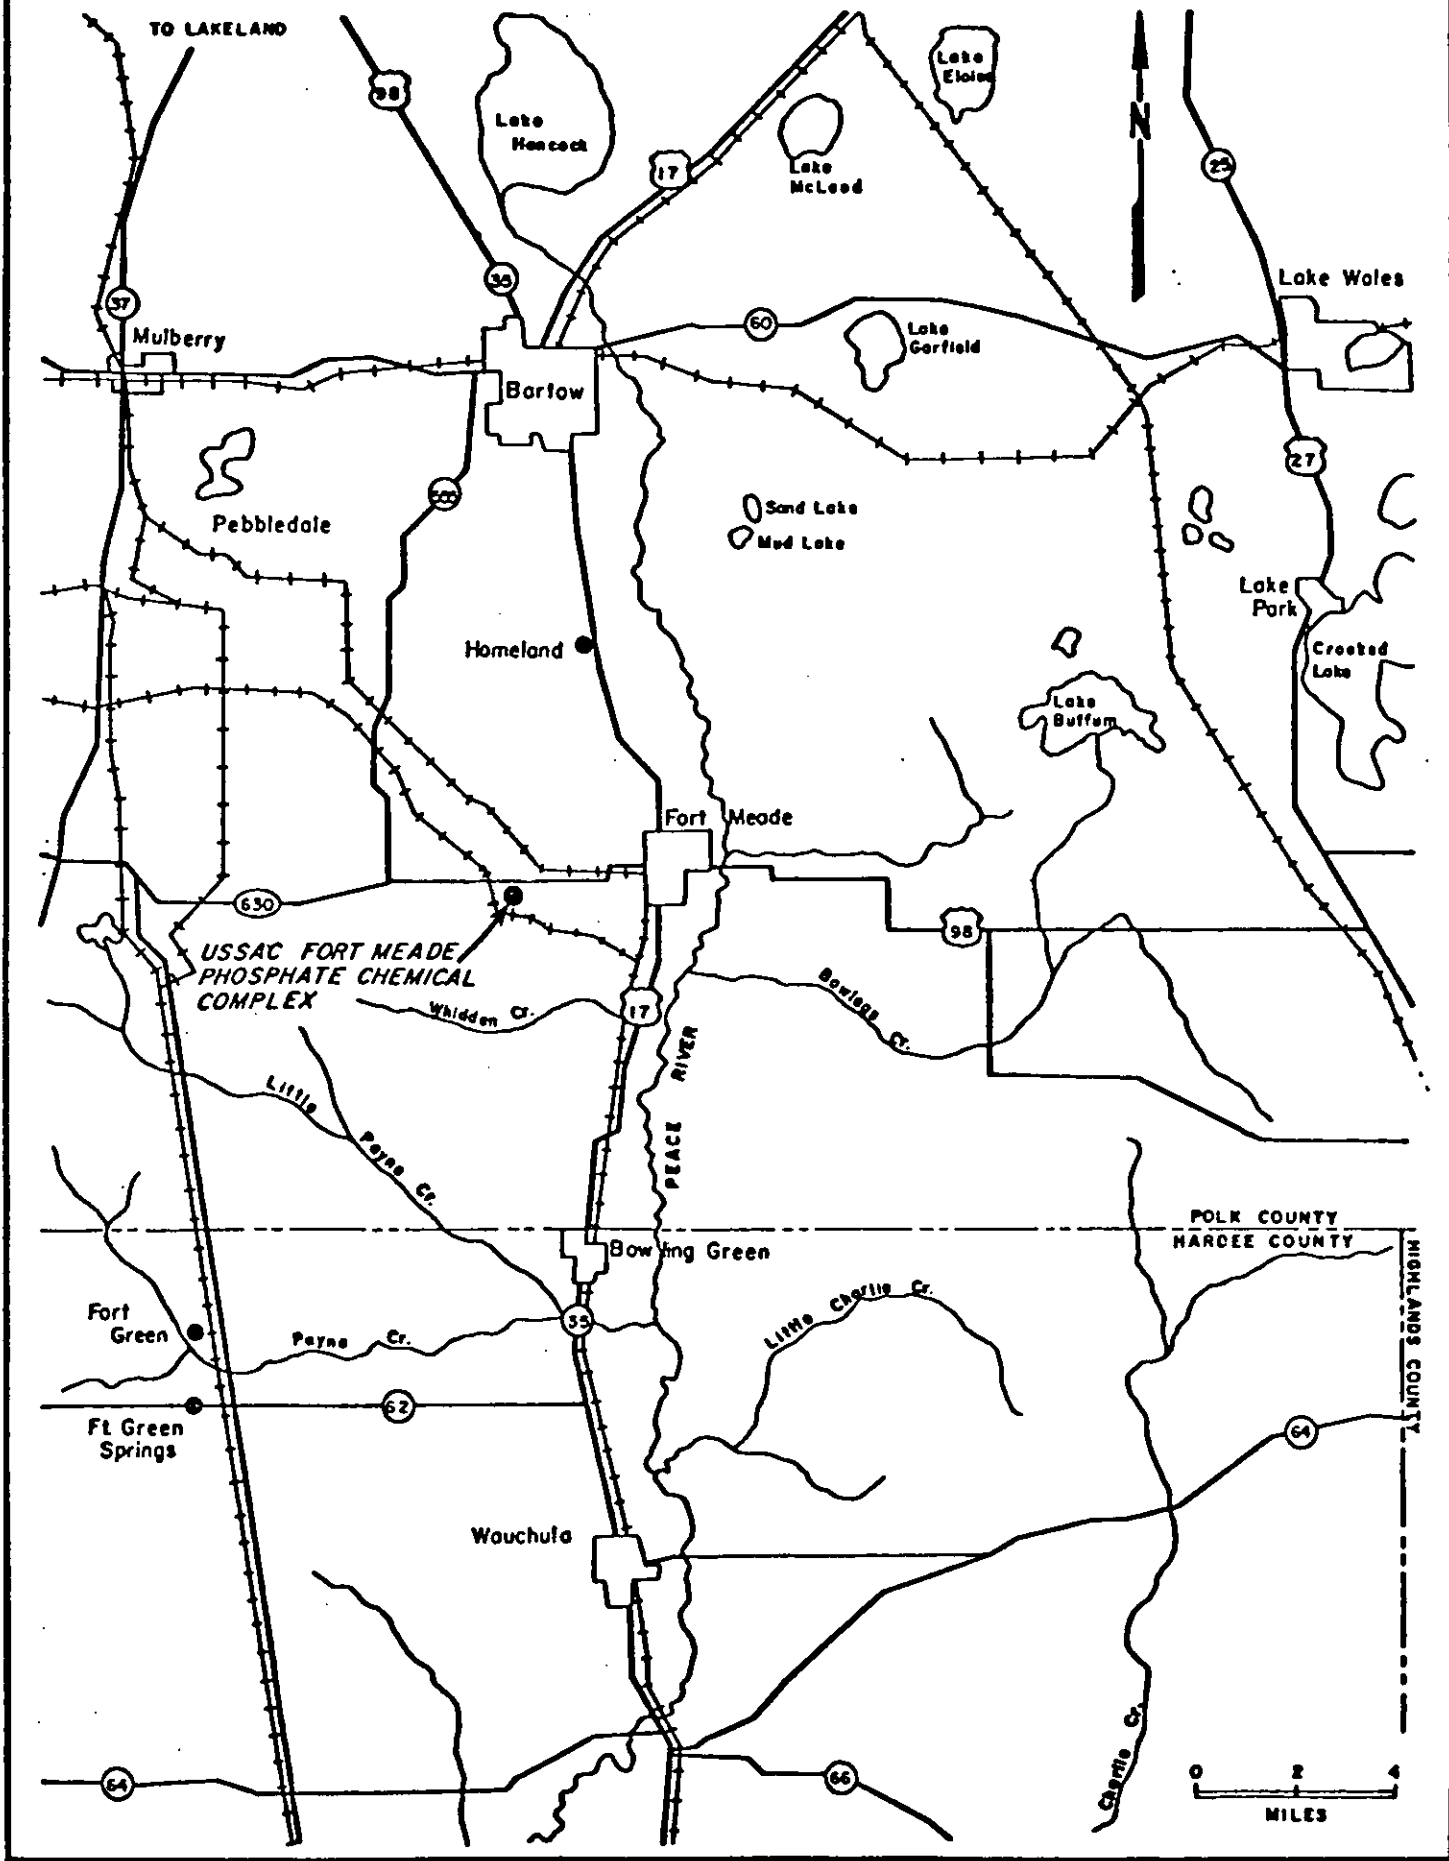 TO LAKELAND
98
Lake
Hancock
Lake
Eloise
N
17
Lake
McLeod
25
35
37
Lake Wales
Mulberry
60
Lake
Garfield
Bartow
27
555
Sand Lake
Mud Lake
Pebbledale
Lake
Park
Homeland
Crooked
Lake
Lake
Buffum
Fort Meade
630
98
USSAC FORT MEADE
PHOSPHATE CHEMICAL
COMPLEX
Whidden Cr.
17
Bowlegs Cr.
PEACE RIVER
Little
Payne Cr.
POLK COUNTY
HARDEE COUNTY
HIGHLANDS COUNTY
Bowling Green
Fort
Green
Payne Cr.
35
Little Charlie Cr.
62
Ft. Green
Springs
64
Wauchula
Charlie Cr.
64
66
0 2 4
MILES